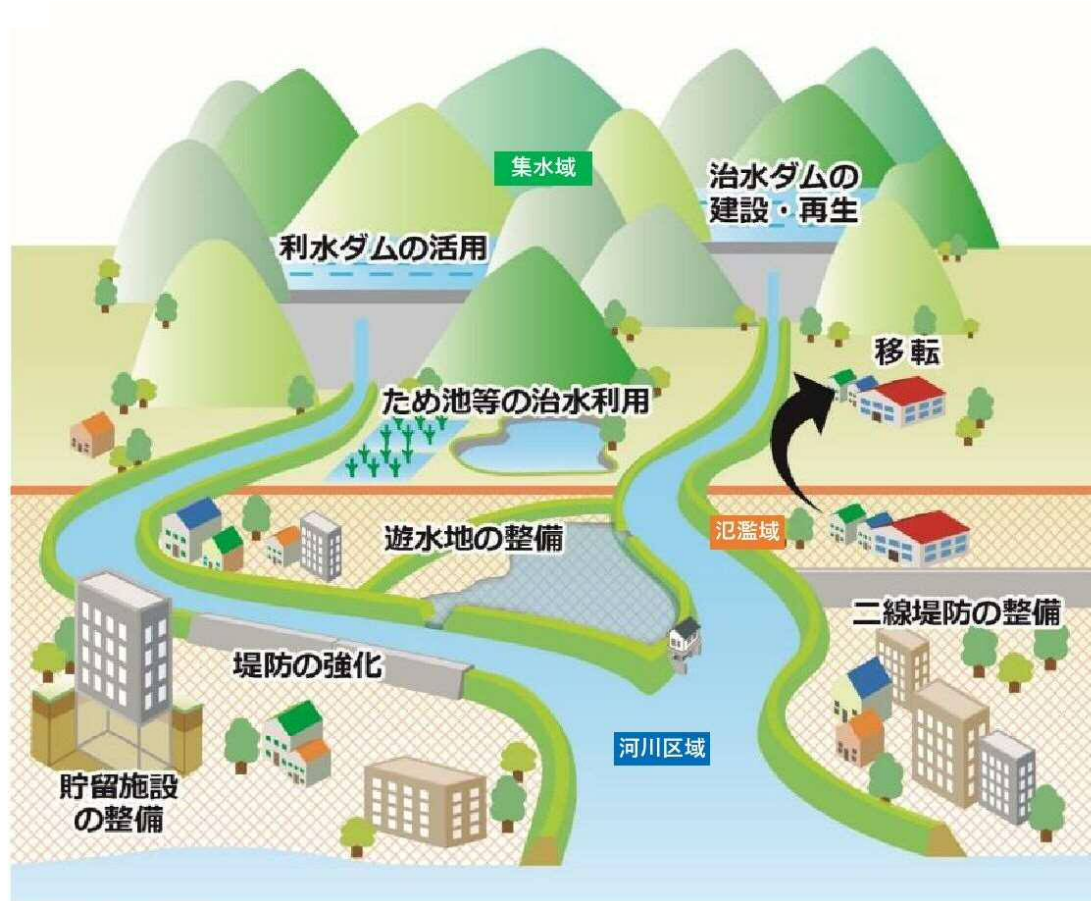 集水域
治水ダムの
建設・再生
利水ダムの活用
移転
ため池等の治水利用
氾濫域
遊水地の整備
二線堤防の整備
堤防の強化
河川区域
貯留施設
の整備